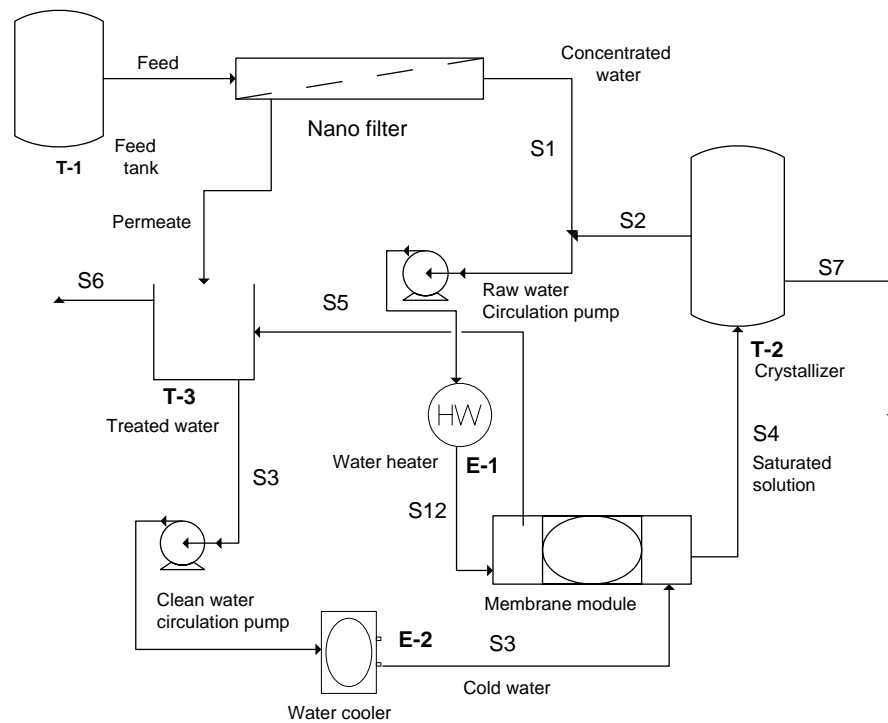 Feed
Concentrated
water
Nano filter
Feed
tank
T-1
S1
Permeate
S2
S7
S6
S5
Raw water
Circulation pump
T-2
Crystallizer
T-3
Treated water
HW
Water heater
E-1
S4
Saturated
solution
S3
S12
Clean water
circulation pump
Membrane module
E-2
S3
Cold water
Water cooler